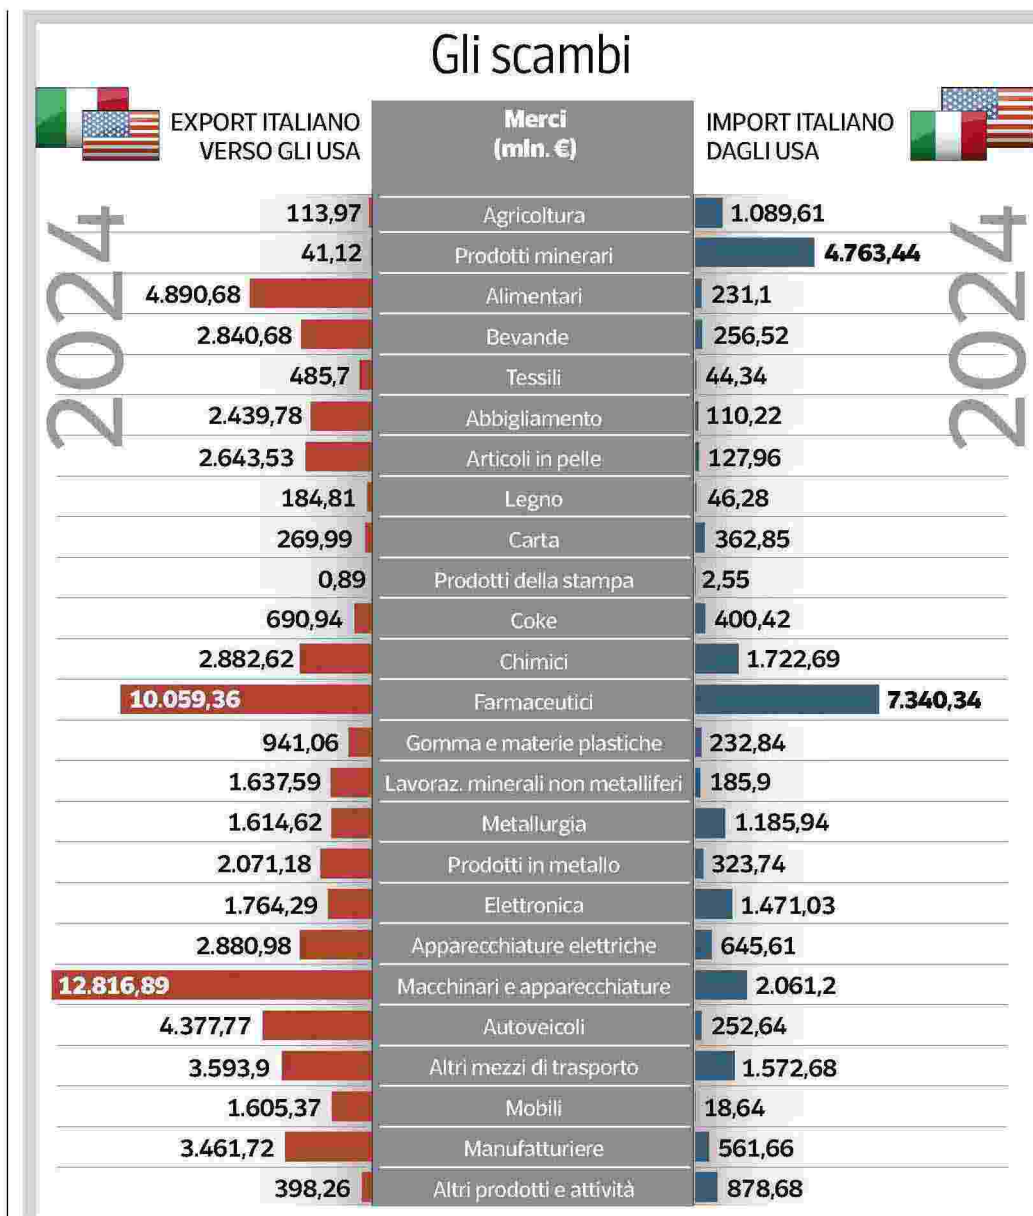 Gli scambi
EXPORT ITALIANO
VERSO GLI USA
Merci
(mln. €)
IMPORT ITALIANO
DAGLI USA
2024
2024
113,97 Agricoltura 1.089,61
41,12 Prodotti minerari 4.763,44
4.890,68 Alimentari 231,1
2.840,68 Bevande 256,52
485,7 Tessili 44,34
2.439,78 Abbigliamento 110,22
2.643,53 Articoli in pelle 127,96
184,81 Legno 46,28
269,99 Carta 362,85
0,89 Prodotti della stampa 2,55
690,94 Coke 400,42
2.882,62 Chimici 1.722,69
10.059,36 Farmaceutici 7.340,34
941,06 Gomma e materie plastiche 232,84
1.637,59 Lavoraz. minerali non metalliferi 185,9
1.614,62 Metallurgia 1.185,94
2.071,18 Prodotti in metallo 323,74
1.764,29 Elettronica 1.471,03
2.880,98 Apparecchiature elettriche 645,61
12.816,89 Macchinari e apparecchiature 2.061,2
4.377,77 Autoveicoli 252,64
3.593,9 Altri mezzi di trasporto 1.572,68
1.605,37 Mobili 18,64
3.461,72 Manufatturiere 561,66
398,26 Altri prodotti e attività 878,68